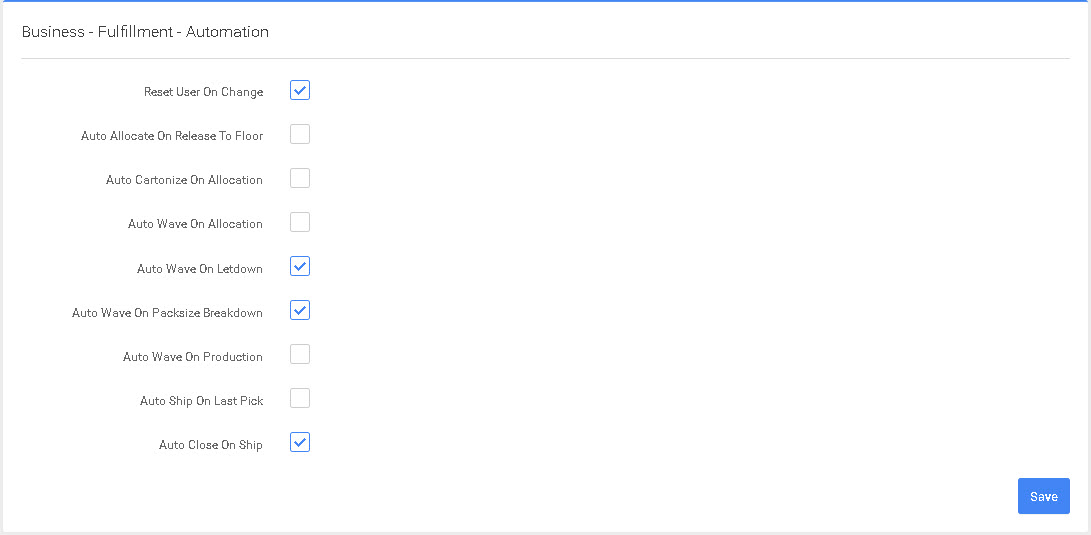 Business - Fulfillment - Automation
Reset User On Change
Auto Allocate On Release To Floor
Auto Cartonize On Allocation
Auto Wave On Allocation
Auto Wave On Letdown
Auto Wave On Packsize Breakdown
Auto Wave On Production
Auto Ship On Last Pick
Auto Close On Ship
Save